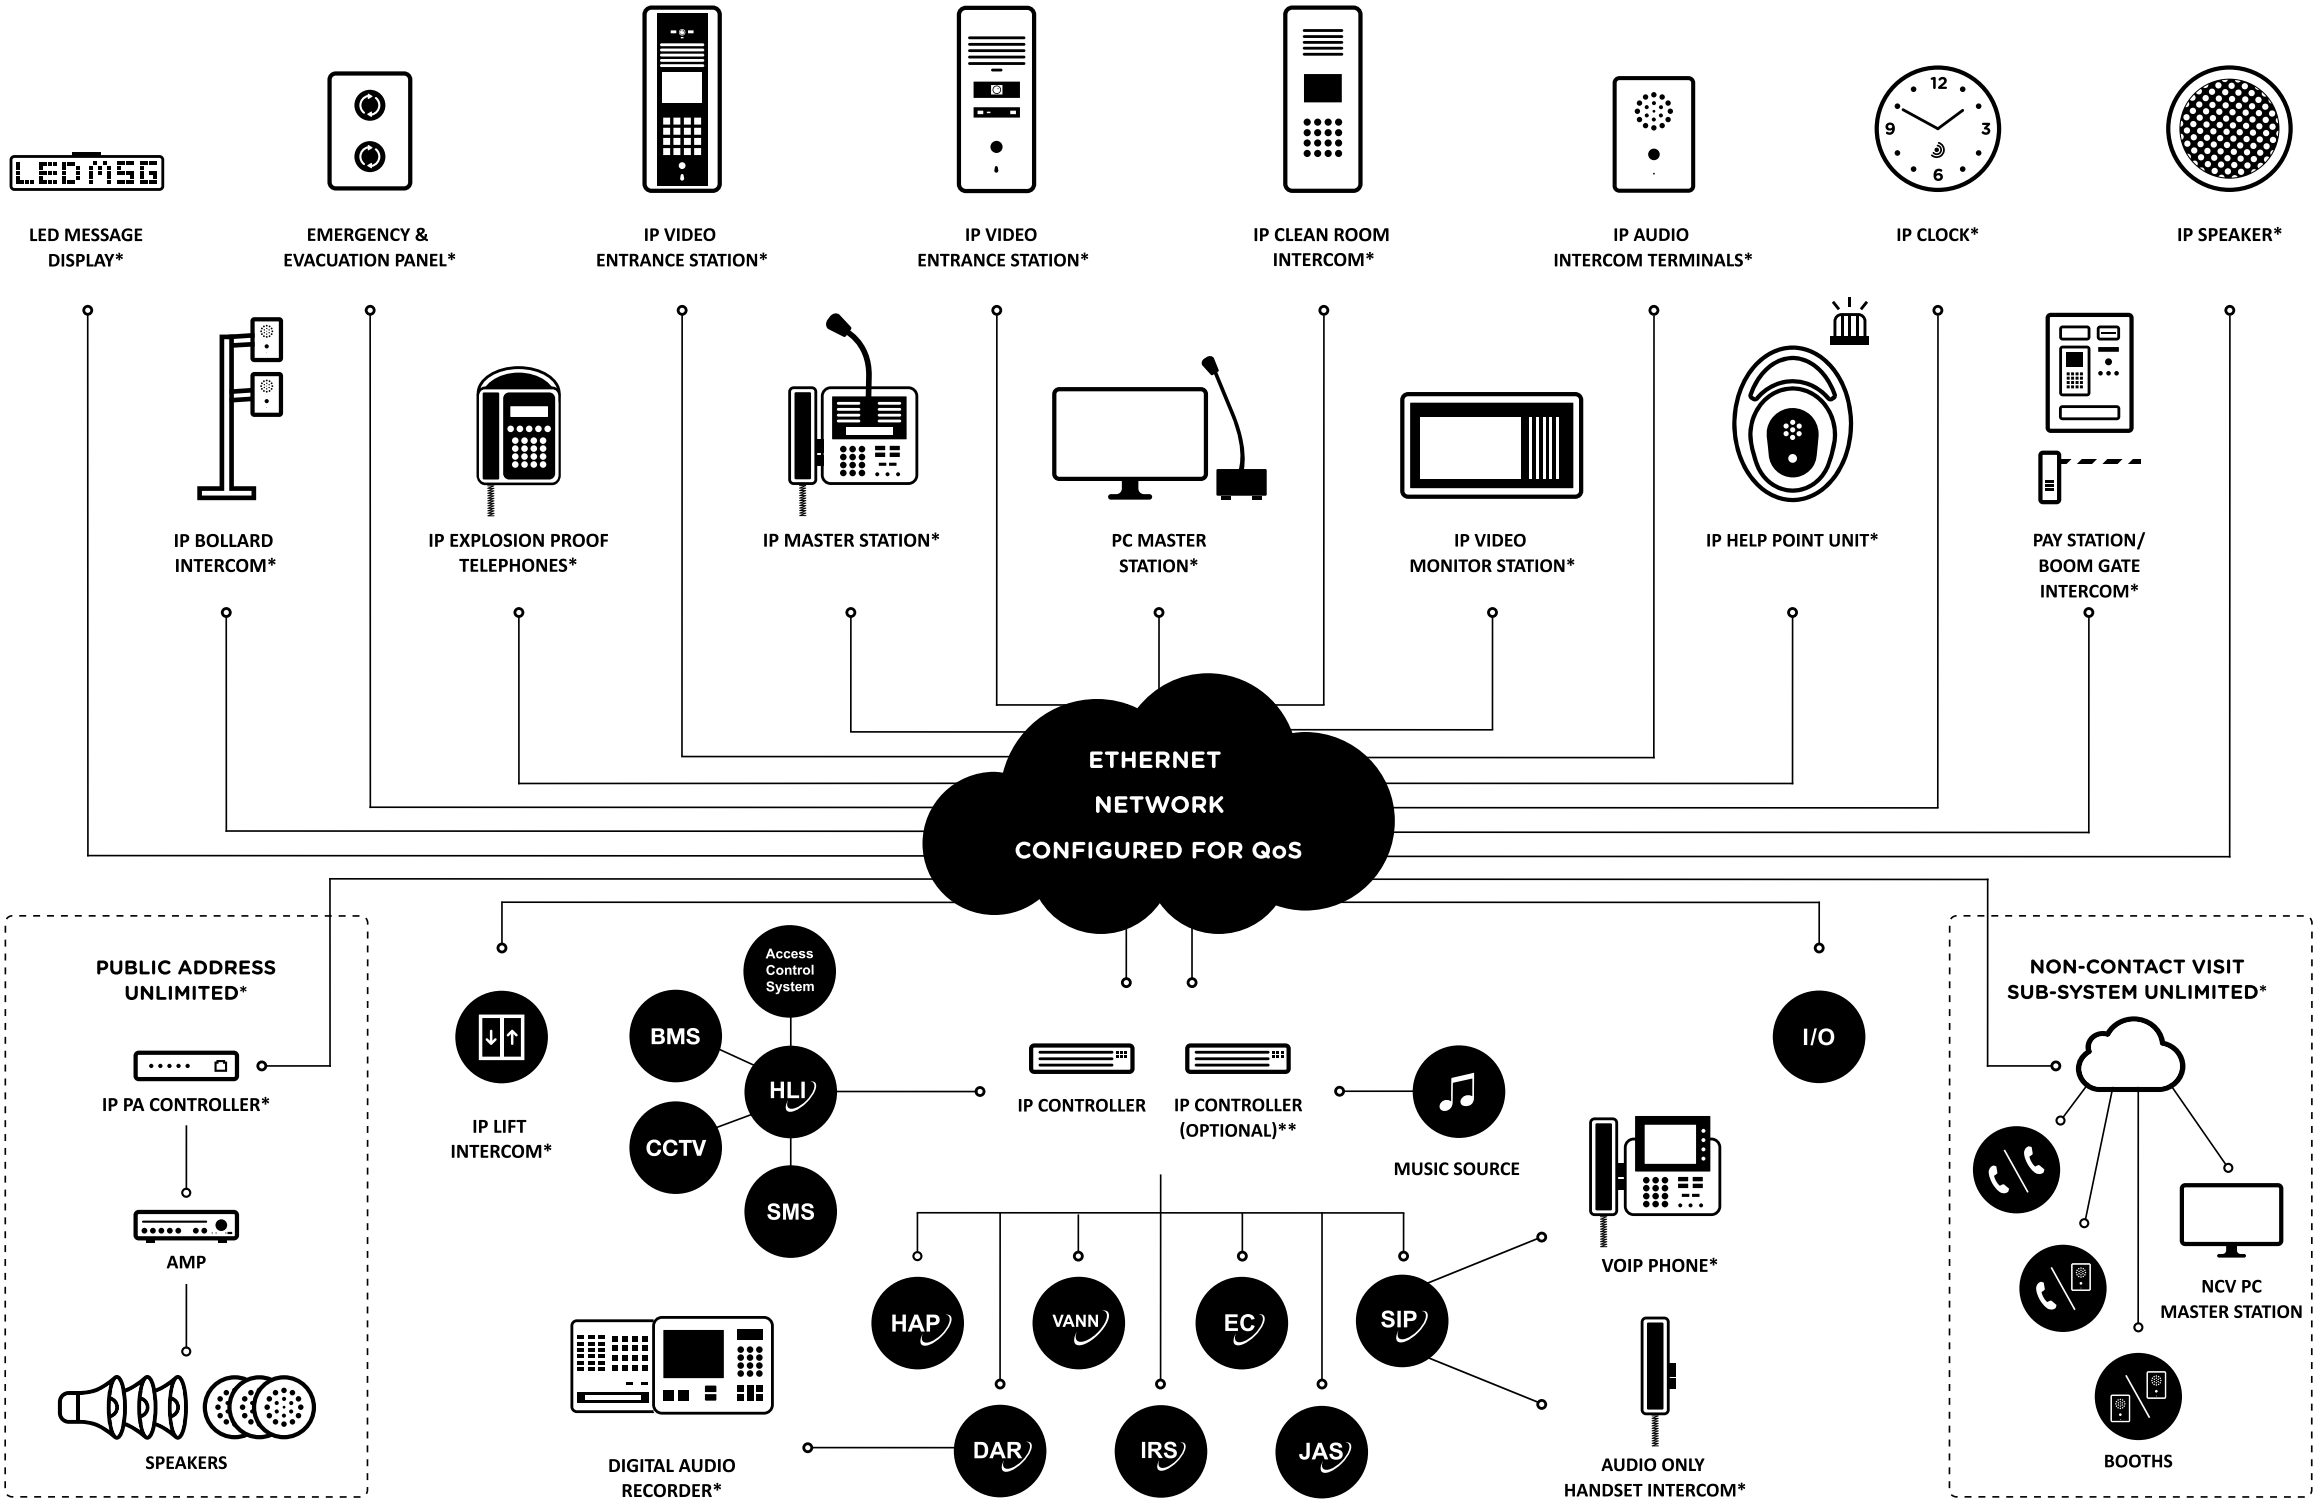 LED MSG
12
9
3
6
LED MESSAGE
DISPLAY*
EMERGENCY &
EVACUATION PANEL*
IP VIDEO
ENTRANCE STATION*
IP VIDEO
ENTRANCE STATION*
IP CLEAN ROOM
INTERCOM*
IP AUDIO
INTERCOM TERMINALS*
IP CLOCK*
IP SPEAKER*
IP BOLLARD
INTERCOM*
IP EXPLOSION PROOF
TELEPHONES*
IP MASTER STATION*
PC MASTER
STATION*
IP VIDEO
MONITOR STATION*
IP HELP POINT UNIT*
PAY STATION/
BOOM GATE
INTERCOM*
ETHERNET
NETWORK
CONFIGURED FOR QoS
PUBLIC ADDRESS
UNLIMITED*
IP PA CONTROLLER*
AMP
SPEAKERS
IP LIFT
INTERCOM*
Access
Control
System
BMS
HLI
CCTV
SMS
IP CONTROLLER
IP CONTROLLER
(OPTIONAL)**
MUSIC SOURCE
I/O
HAP
VANN
EC
SIP
DAR
IRS
JAS
DIGITAL AUDIO
RECORDER*
VOIP PHONE*
AUDIO ONLY
HANDSET INTERCOM*
NON-CONTACT VISIT
SUB-SYSTEM UNLIMITED*
NCV PC
MASTER STATION
BOOTHS